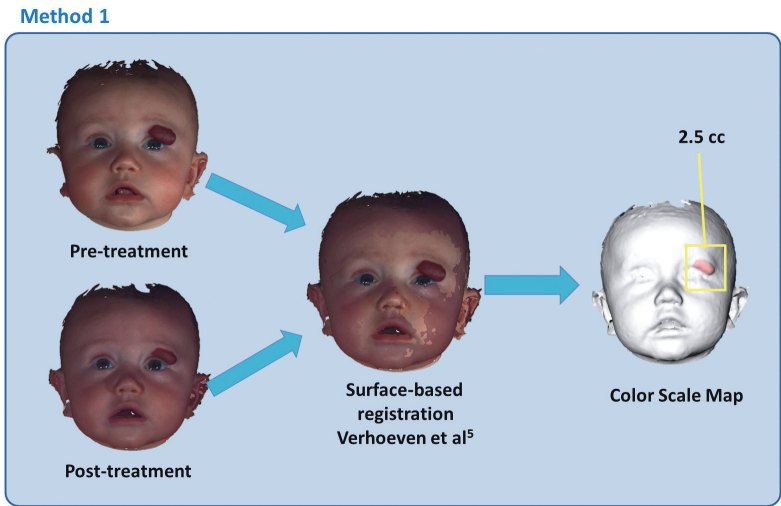 Method 1
2.5 cc
Pre-treatment
Surface-based
registration
Verhoeven et al⁵
Color Scale Map
Post-treatment